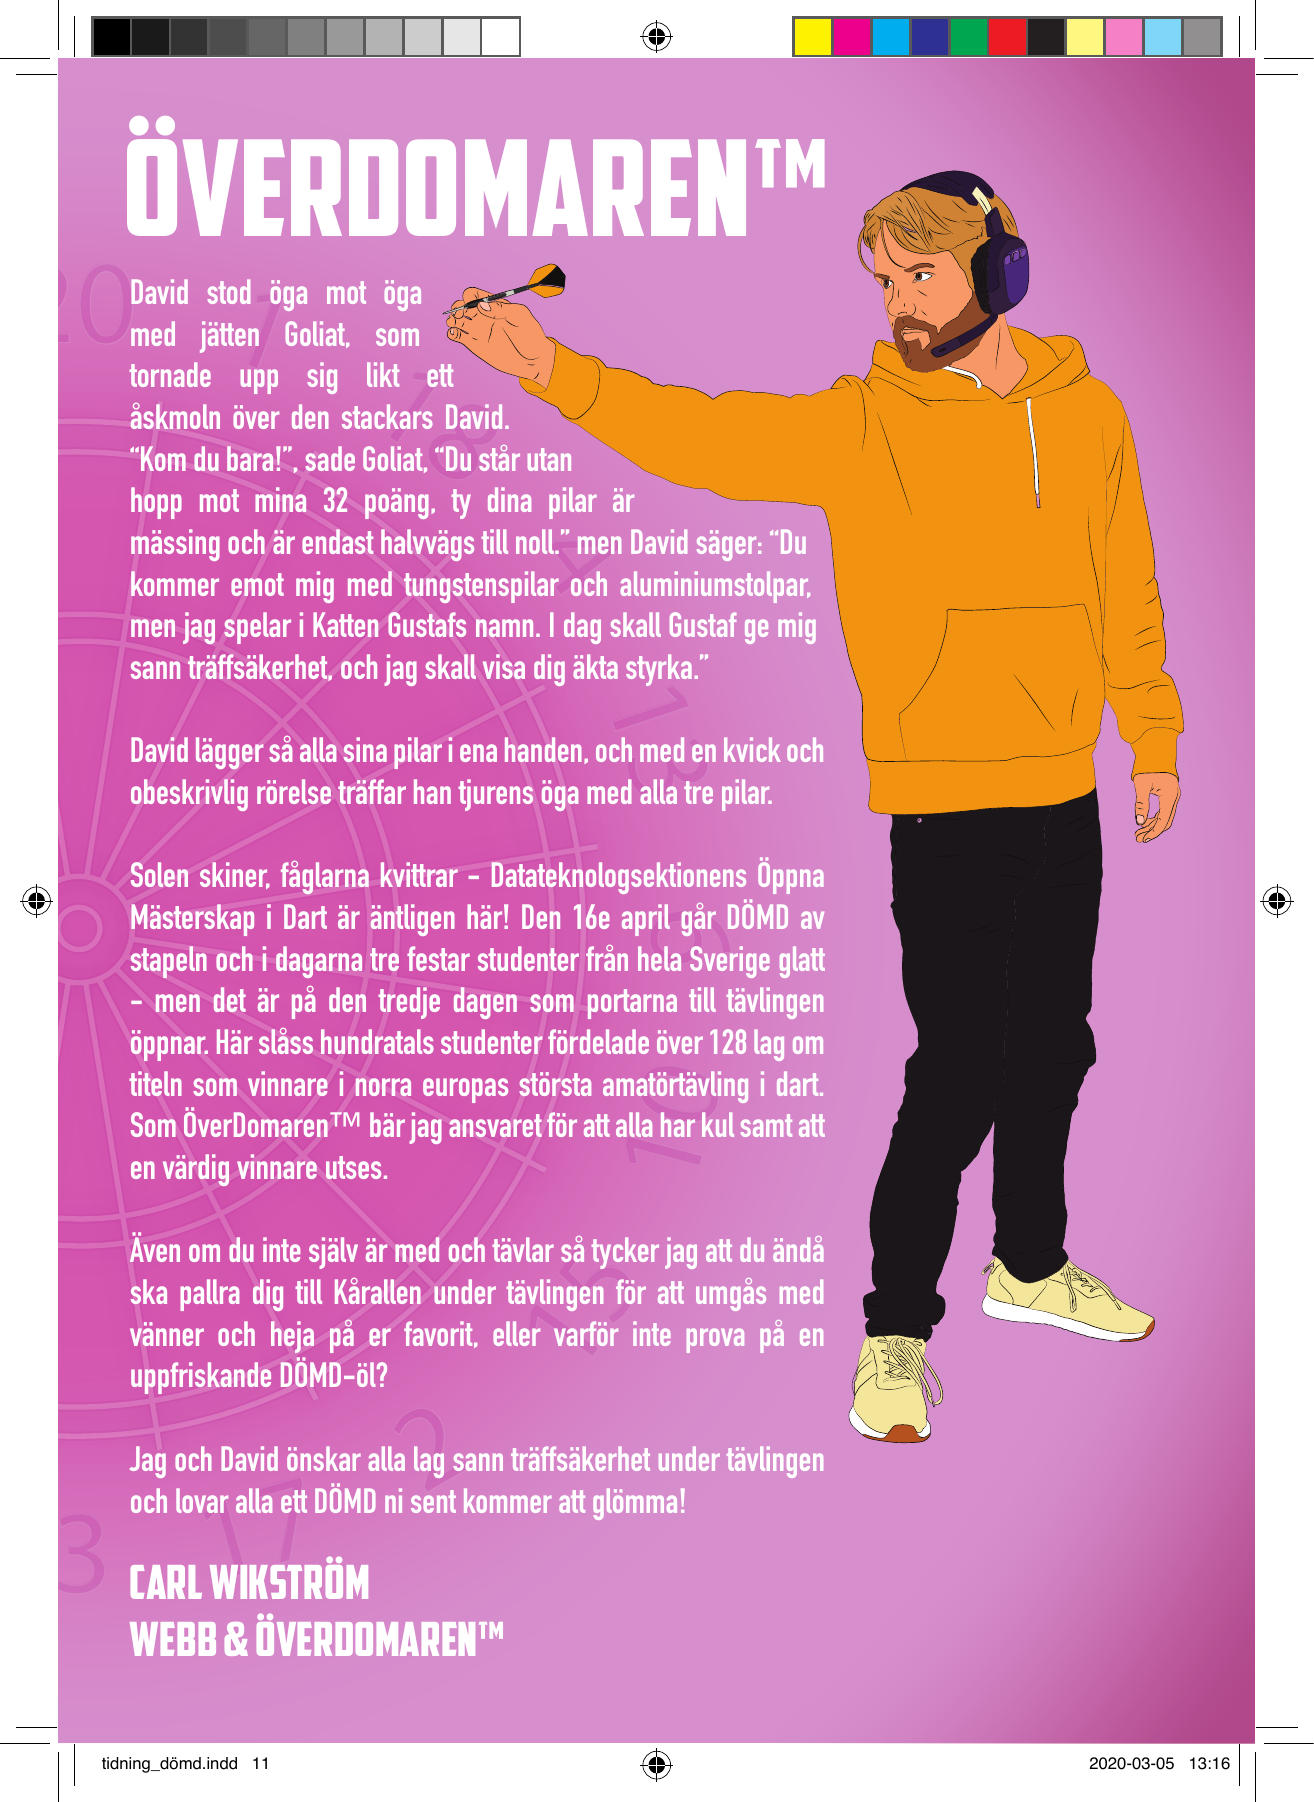 ÖVERDOMAREN™
David stod öga mot öga
med jätten Goliat, som
tornade upp sig likt ett
åskmoln över den stackars David.
“Kom du bara!”, sade Goliat, “Du står utan
hopp mot mina 32 poäng, ty dina pilar är
mässing och är endast halvvägs till noll.” men David säger: “Du
kommer emot mig med tungstenspilar och aluminiumstolpar,
men jag spelar i Katten Gustafs namn. I dag skall Gustaf ge mig
sann träffsäkerhet, och jag skall visa dig äkta styrka.”
David lägger så alla sina pilar i ena handen, och med en kvick och
obeskrivlig rörelse träffar han tjurens öga med alla tre pilar.
Solen skiner, fåglarna kvittrar - Datateknologsektionens Öppna
Mästerskap i Dart är äntligen här! Den 16e april går DÖMD av
stapeln och i dagarna tre festar studenter från hela Sverige glatt
- men det är på den tredje dagen som portarna till tävlingen
öppnar. Här slåss hundratals studenter fördelade över 128 lag om
titeln som vinnare i norra europas största amatörtävling i dart.
Som ÖverDomaren™ bär jag ansvaret för att alla har kul samt att
en värdig vinnare utses.
Även om du inte själv är med och tävlar så tycker jag att du ändå
ska pallra dig till Kårallen under tävlingen för att umgås med
vänner och heja på er favorit, eller varför inte prova på en
uppfriskande DÖMD-öl?
Jag och David önskar alla lag sann träffsäkerhet under tävlingen
och lovar alla ett DÖMD ni sent kommer att glömma!
CARL WIKSTRÖM
WEBB & ÖVERDOMAREN™
20
1
18
4
13
6
10
15
2
17
3
tidning_dömd.indd 11
2020-03-05 13:16